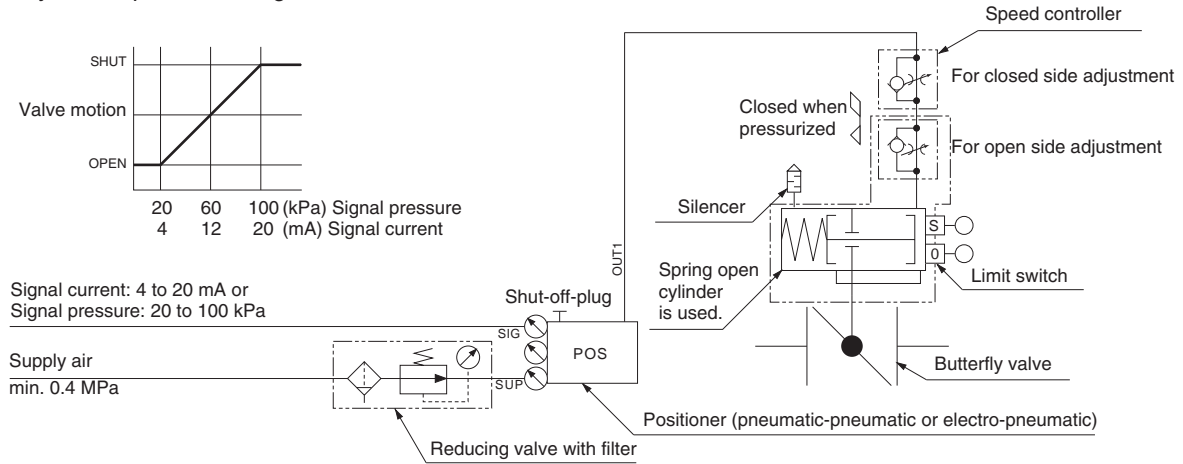 Speed controller
SHUT
Valve motion
OPEN
20 60 100 (kPa) Signal pressure
4 12 20 (mA) Signal current
For closed side adjustment
Closed when
pressurized
For open side adjustment
Silencer
S
0
Limit switch
OUT1
Spring open
cylinder
is used.
Signal current: 4 to 20 mA or
Signal pressure: 20 to 100 kPa
Shut-off-plug
SIG
POS
Supply air
min. 0.4 MPa
SUP
Butterfly valve
Positioner (pneumatic-pneumatic or electro-pneumatic)
Reducing valve with filter